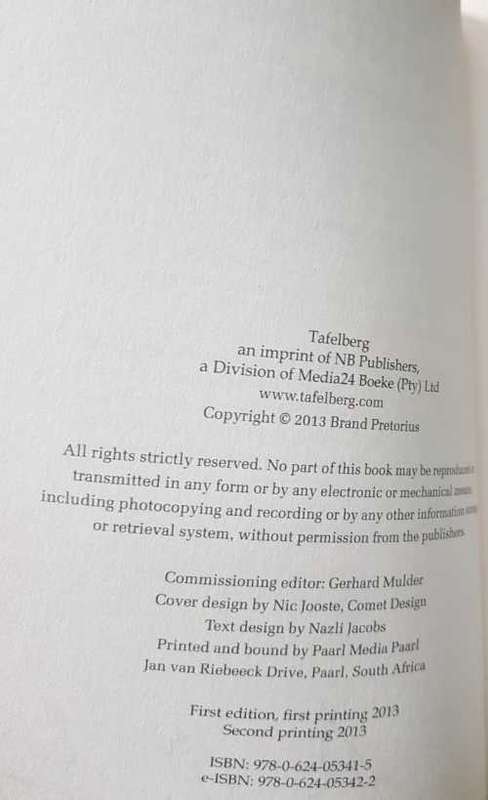 Tafelberg
an imprint of NB Publishers,
a Division of Media24 Boeke (Pty) Ltd
www.tafelberg.com
Copyright © 2013 Brand Pretorius
All rights strictly reserved. No part of this book may be reproduced or
transmitted in any form or by any electronic or mechanical means
including photocopying and recording or by any other information
or retrieval system, without permission from the publishers.
Commissioning editor: Gerhard Mulder
Cover design by Nic Jooste, Comet Design
Text design by Nazli Jacobs
Printed and bound by Paarl Media Paarl
Jan van Riebeeck Drive, Paarl, South Africa
First edition, first printing 2013
Second printing 2013
ISBN: 978-0-624-05341-5
e-ISBN: 978-0-624-05342-2